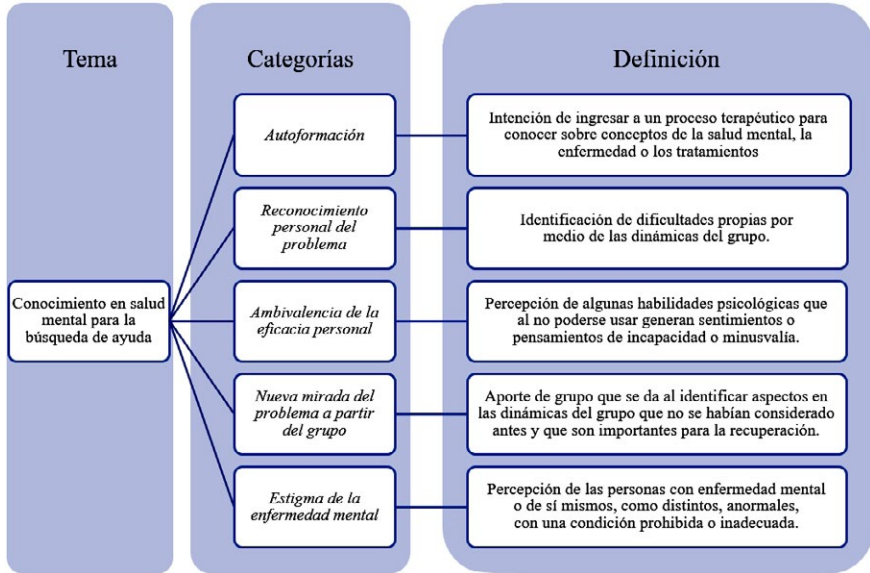 Tema
Categorías
Definición
Conocimiento en salud
mental para la
búsqueda de ayuda
Autoformación
Intención de ingresar a un proceso terapéutico para
conocer sobre conceptos de la salud mental, la
enfermedad o los tratamientos
Reconocimiento
personal del
problema
Identificación de dificultades propias por
medio de las dinámicas del grupo.
Ambivalencia de la
eficacia personal
Percepción de algunas habilidades psicológicas que
al no poderse usar generan sentimientos o
pensamientos de incapacidad o minusvalía.
Nueva mirada del
problema a partir
del grupo
Aporte de grupo que se da al identificar aspectos en
las dinámicas del grupo que no se habían considerado
antes y que son importantes para la recuperación.
Estigma de la
enfermedad mental
Percepción de las personas con enfermedad mental
o de sí mismos, como distintos, anormales,
con una condición prohibida o inadecuada.